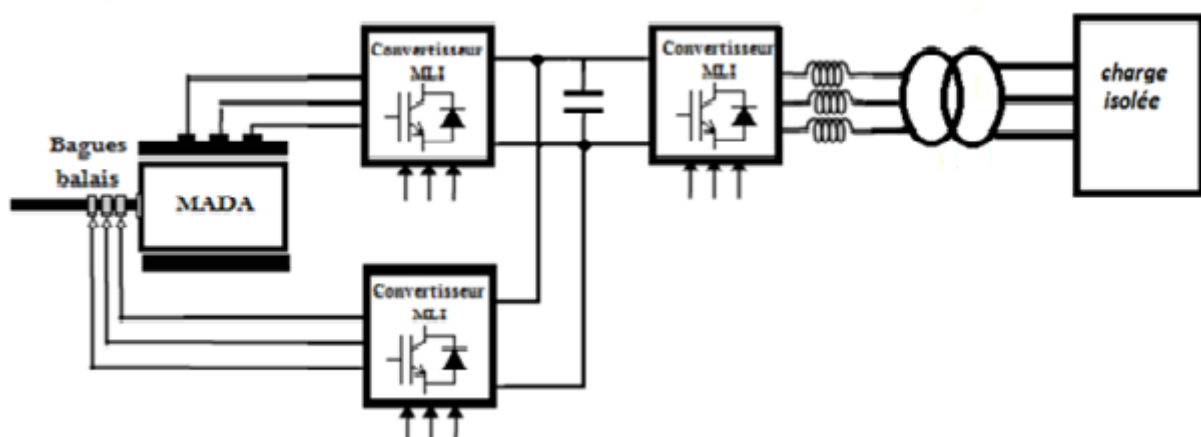 Convertisseur
MLI
Convertisseur
MLI
charge
isolée
Bagues
balais
MADA
Convertisseur
MLI